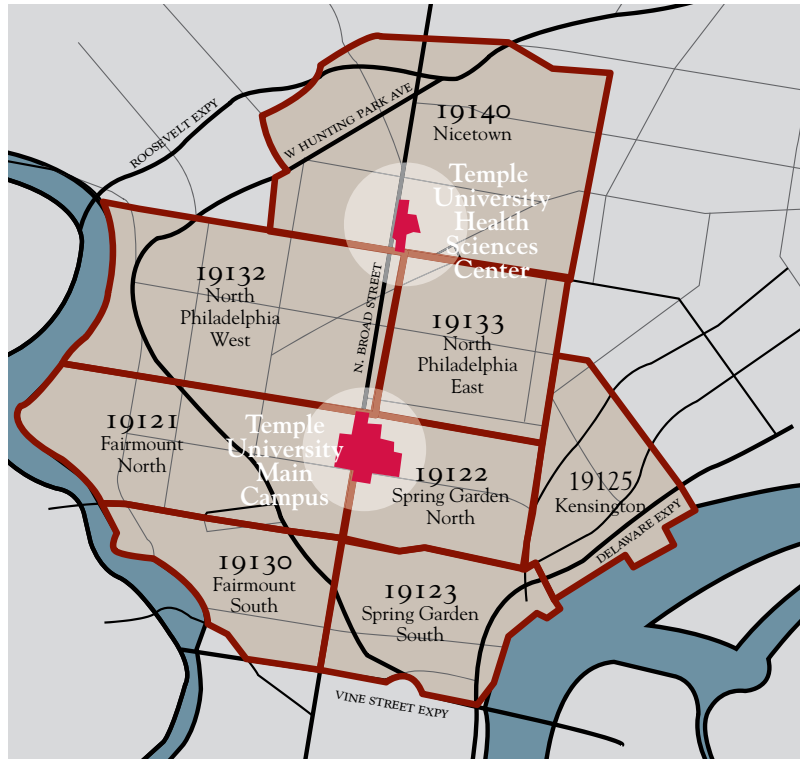 19140
Nicetown
ROOSEVELT EXPY
W HUNTING PARK AVE
Temple
University
Health
Sciences
Center
19132
North
Philadelphia
West
N. BROAD STREET
19133
North
Philadelphia
East
19121
Fairmount
North
Temple
University
Main
Campus
19122
Spring Garden
North
19125
Kensington
DELAWARE EXPY
19130
Fairmount
South
19123
Spring Garden
South
VINE STREET EXPY